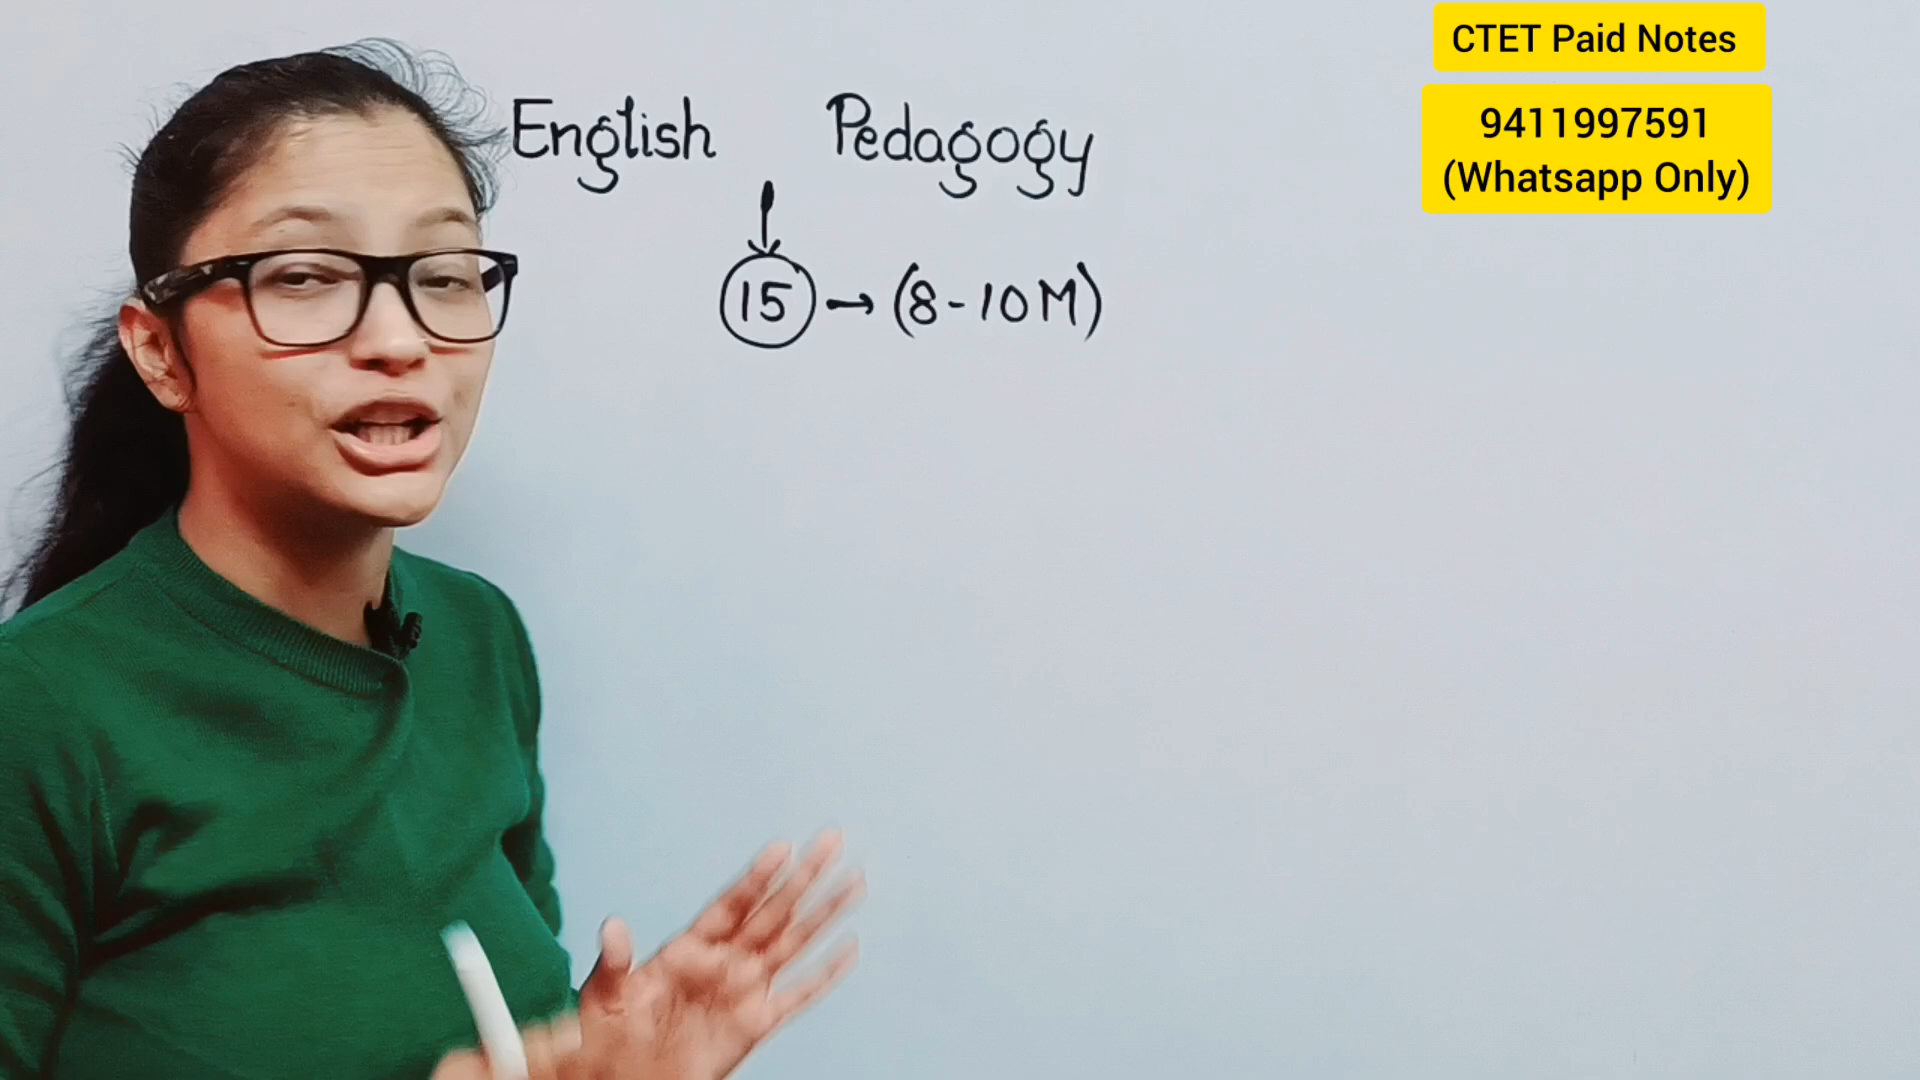 English Pedagogy
15 → (8-10M)
CTET Paid Notes
9411997591
(Whatsapp Only)